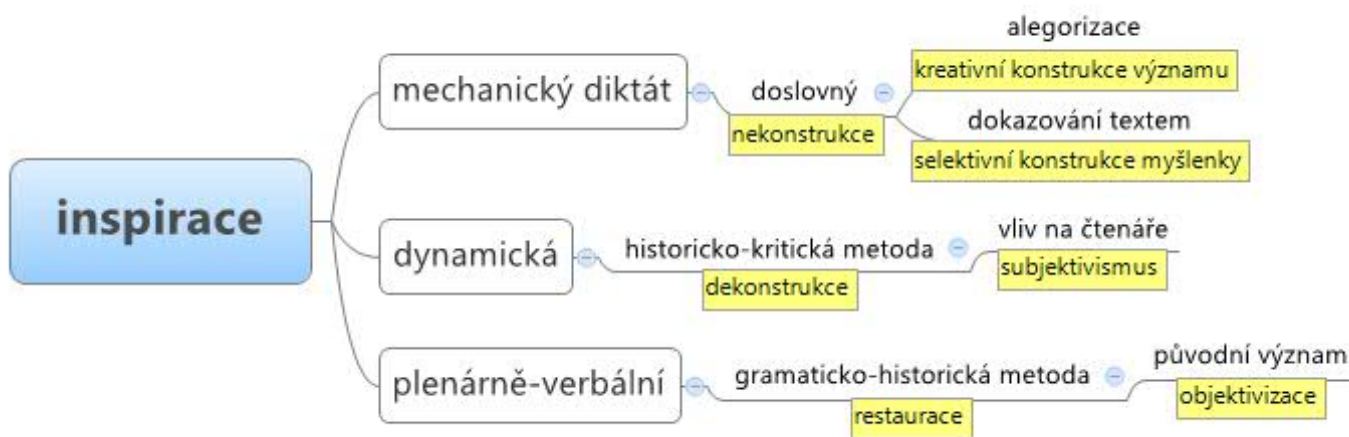 inspirace
mechanický diktát
doslovný
nekonstrukce
alegorizace
kreativní konstrukce významu
dokazování textem
selektivní konstrukce myšlenky
dynamická
historicko-kritická metoda
dekonstrukce
vliv na čtenáře
subjektivismus
plenárně-verbální
gramaticko-historická metoda
restaurace
původní význam
objektivizace